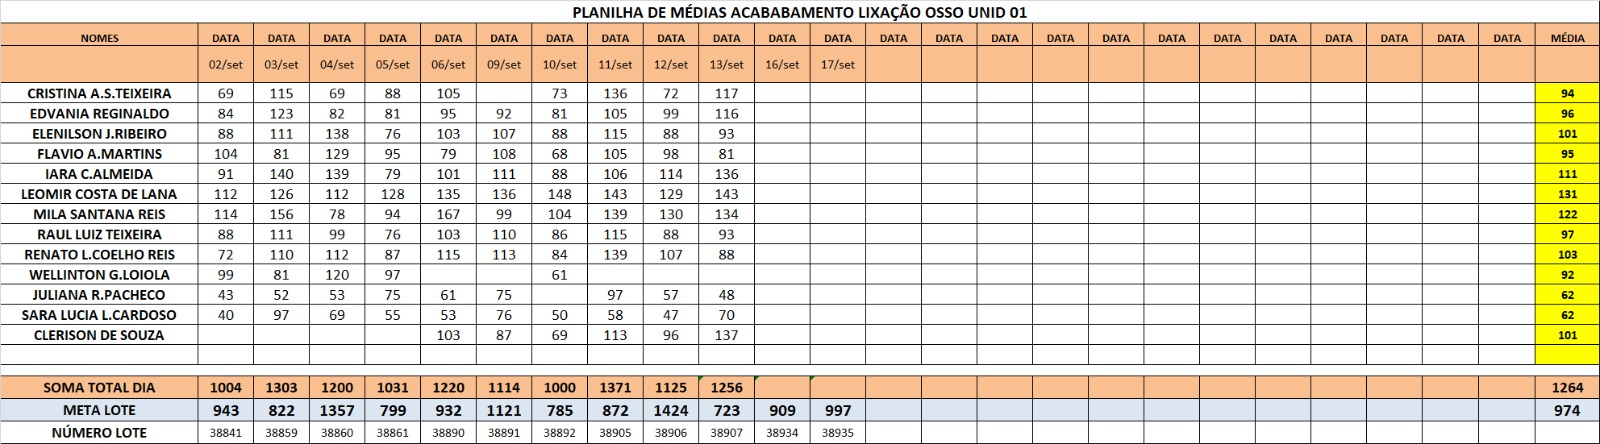 PLANILHA DE MÉDIAS ACABABAMENTO LIXAÇÃO OSSO UNID 01
NOMES DATA DATA DATA DATA DATA DATA DATA DATA DATA DATA DATA DATA DATA DATA DATA DATA DATA DATA DATA DATA DATA DATA DATA DATA MÉDIA
02/set 03/set 04/set 05/set 06/set 09/set 10/set 11/set 12/set 13/set 16/set 17/set
CRISTINA A.S.TEIXEIRA 69 115 69 88 105 73 136 72 117 94
EDVANIA REGINALDO 84 123 82 81 95 92 81 105 99 116 96
ELENILSON J.RIBEIRO 88 111 138 76 103 107 88 115 88 93 101
FLAVIO A.MARTINS 104 81 129 95 79 108 68 105 98 81 95
IARA C.ALMEIDA 91 140 139 79 101 111 88 106 114 136 111
LEOMIR COSTA DE LANA 112 126 112 128 135 136 148 143 129 143 131
MILA SANTANA REIS 114 156 78 94 167 99 104 139 130 134 122
RAUL LUIZ TEIXEIRA 88 111 99 76 103 110 86 115 88 93 97
RENATO L.COELHO REIS 72 110 112 87 115 113 84 139 107 88 103
WELLINTON G.LOIOLA 99 81 120 97 61 92
JULIANA R.PACHECO 43 52 53 75 61 75 97 57 48 62
SARA LUCIA L.CARDOSO 40 97 69 55 53 76 50 58 47 70 62
CLERISON DE SOUZA 103 87 69 113 96 137 101
SOMA TOTAL DIA 1004 1303 1200 1031 1220 1114 1000 1371 1125 1256 1264
META LOTE 943 822 1357 799 932 1121 785 872 1424 723 909 997 974
NÚMERO LOTE 38841 38859 38860 38861 38890 38891 38892 38905 38906 38907 38934 38935